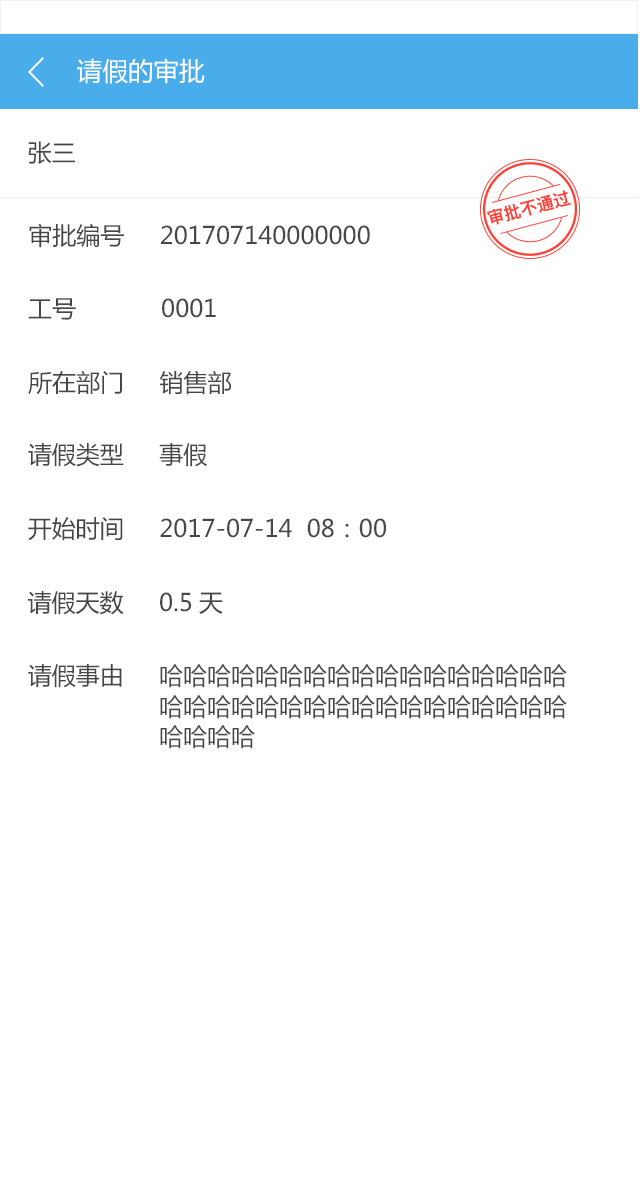 请假的审批
张三
审批不通过
审批编号 201707140000000
工号 0001
所在部门 销售部
请假类型 事假
开始时间 2017-07-14 08：00
请假天数 0.5 天
请假事由 哈哈哈哈哈哈哈哈哈哈哈哈哈哈哈哈哈
哈哈哈哈哈哈哈哈哈哈哈哈哈哈哈哈哈
哈哈哈哈